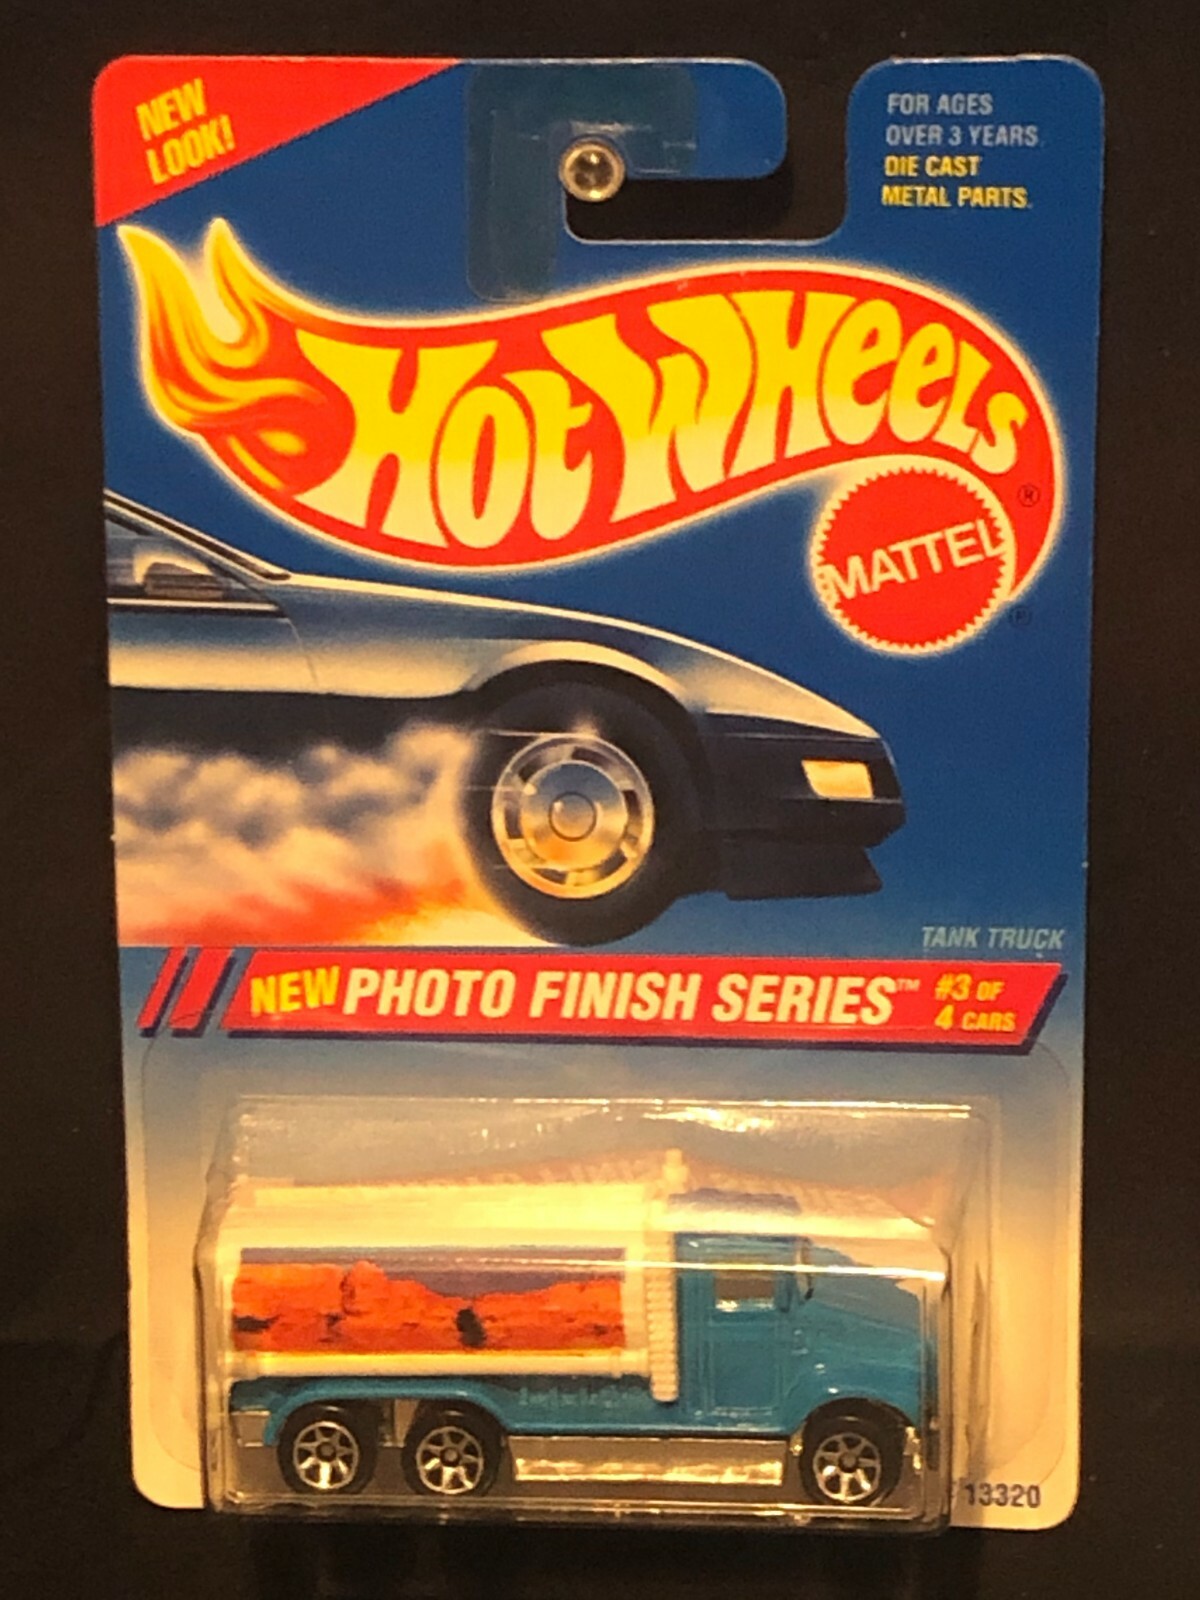 NEW
LOOK!
FOR AGES
OVER 3 YEARS.
DIE CAST
METAL PARTS.
HOT WHEELS
®
MATTEL
TANK TRUCK
NEW PHOTO FINISH SERIES™ #3 OF
4 CARS
13320